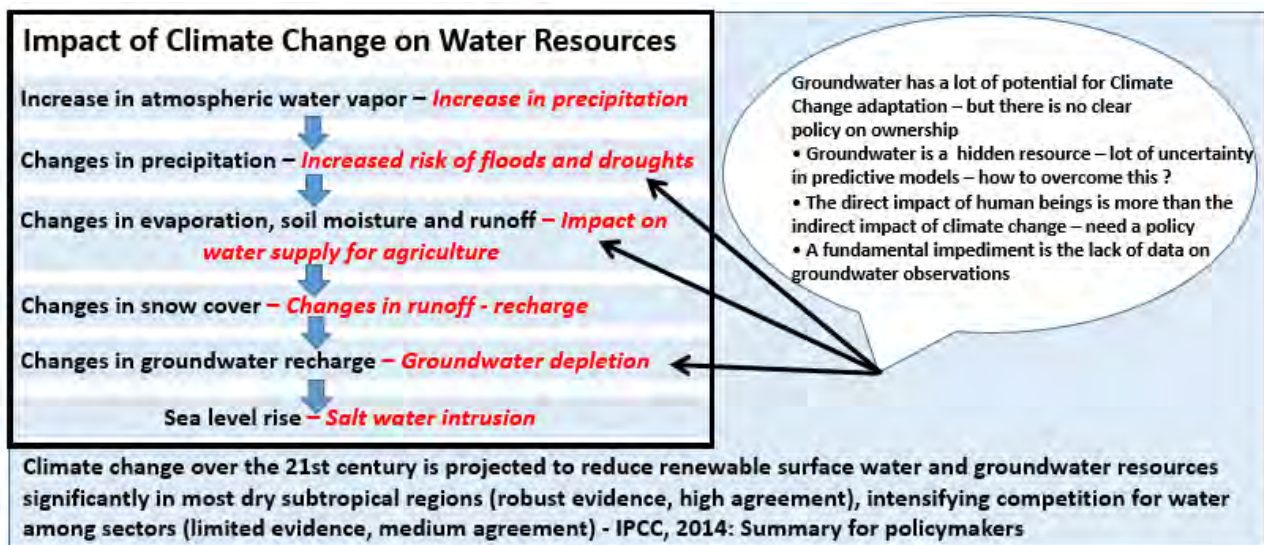 Impact of Climate Change on Water Resources
Increase in atmospheric water vapor – Increase in precipitation
Changes in precipitation – Increased risk of floods and droughts
Changes in evaporation, soil moisture and runoff – Impact on
water supply for agriculture
Changes in snow cover – Changes in runoff - recharge
Changes in groundwater recharge – Groundwater depletion
Sea level rise – Salt water intrusion
Groundwater has a lot of potential for Climate
Change adaptation – but there is no clear
policy on ownership
• Groundwater is a hidden resource – lot of uncertainty
in predictive models – how to overcome this ?
• The direct impact of human beings is more than the
indirect impact of climate change – need a policy
• A fundamental impediment is the lack of data on
groundwater observations
Climate change over the 21st century is projected to reduce renewable surface water and groundwater resources
significantly in most dry subtropical regions (robust evidence, high agreement), intensifying competition for water
among sectors (limited evidence, medium agreement) - IPCC, 2014: Summary for policymakers